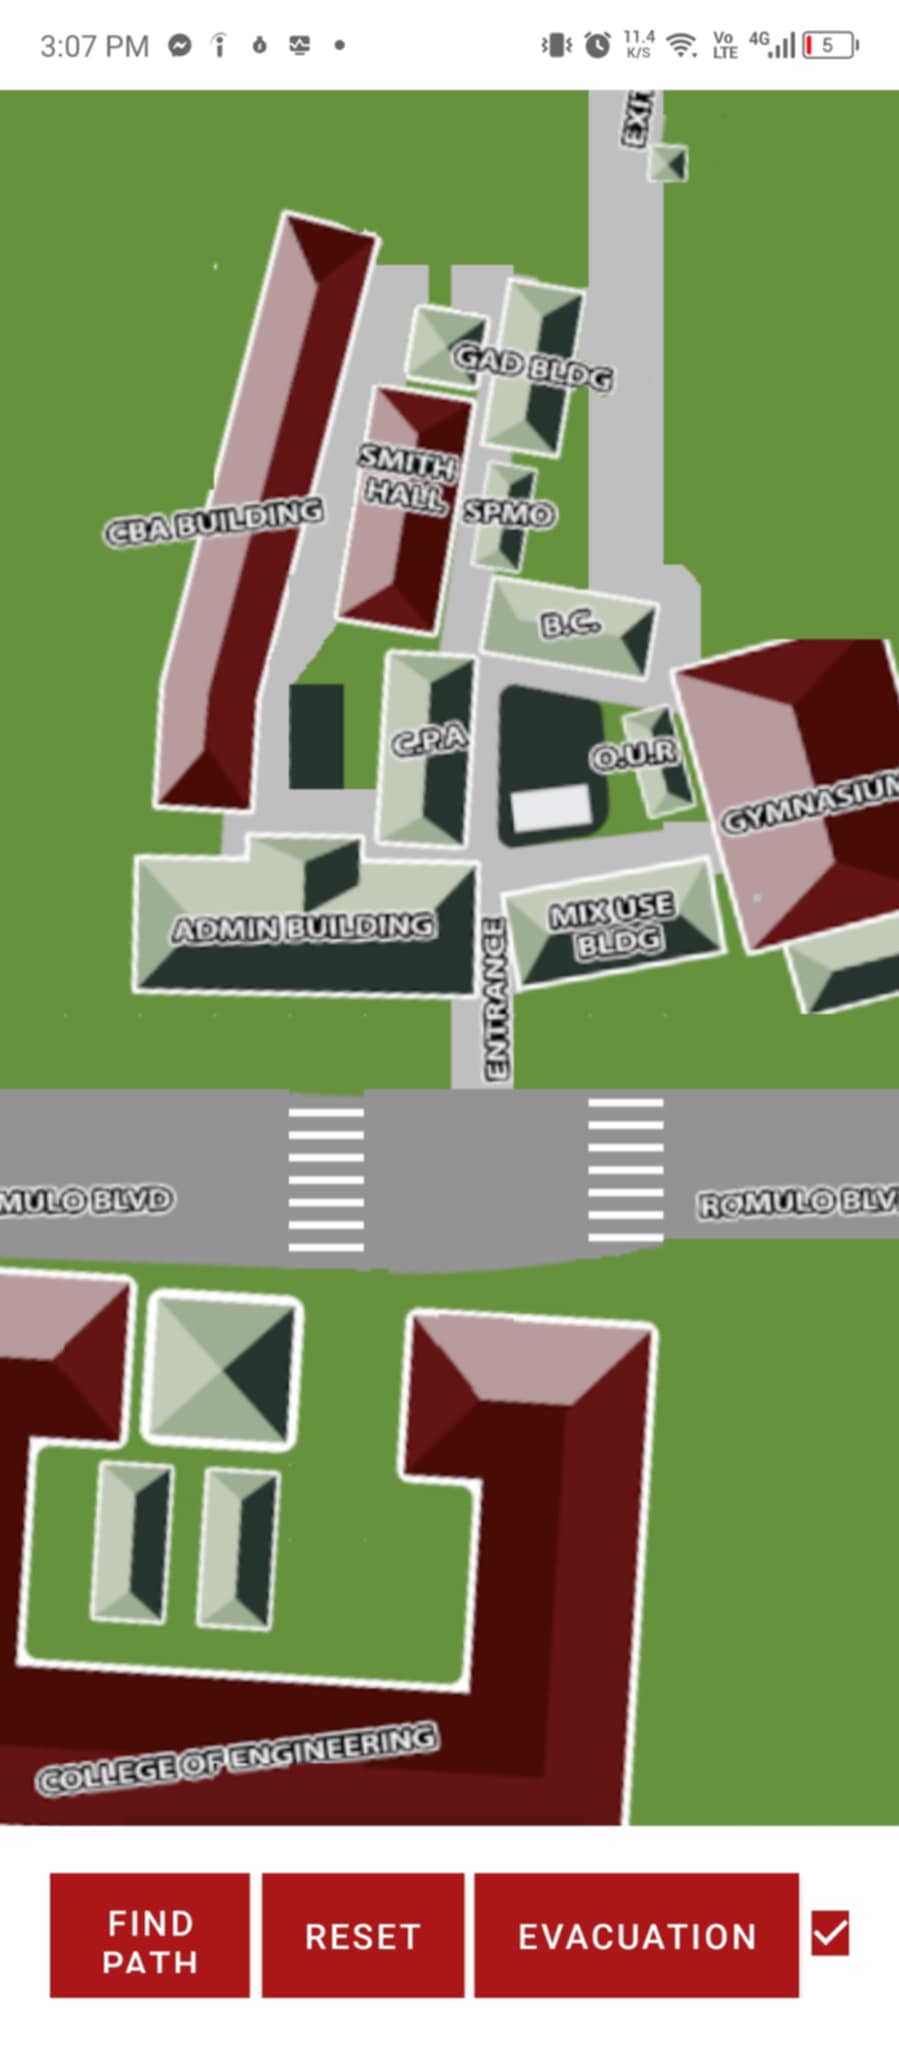 3:07 PM
11.4
K/S
Vo
LTE
4G
5
EXIT
GAD BLDG
SMITH
HALL
SPMO
CBA BUILDING
B.C.
C.P.A
O.U.R
GYMNASIUM
MIX USE
BLDG
ADMIN BUILDING
ENTRANCE
MULO BLVD
ROMULO BLV
COLLEGE OF ENGINEERING
FIND
PATH
RESET
EVACUATION